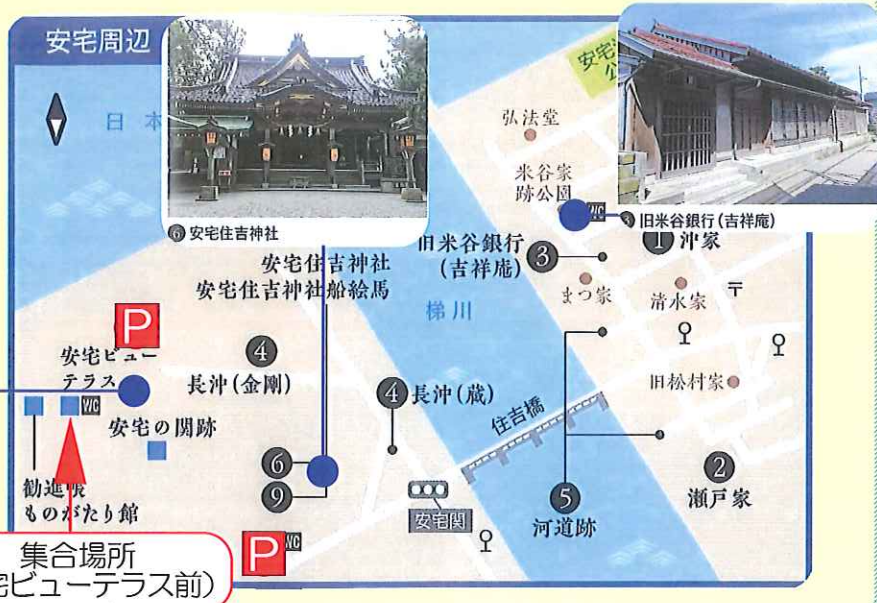 安宅周辺
日本
⑥安宅住吉神社
安宅住吉神社
安宅住吉神社船絵馬
弘法堂
米谷家
跡公園
WC
旧米谷銀行(吉祥庵)
旧米谷銀行
(吉祥庵)
③
①沖家
まつ家
清水家
〒
梯川
P
安宅ビュー
テラス
④
長沖(金剛)
④長沖(蔵)
旧松村家
住吉橋
WC
安宅の関跡
⑥
⑨
勧進帳
ものがたり館
安宅関
⑤
河道跡
②
瀬戸家
P
WC
集合場所
宅ビューテラス前)